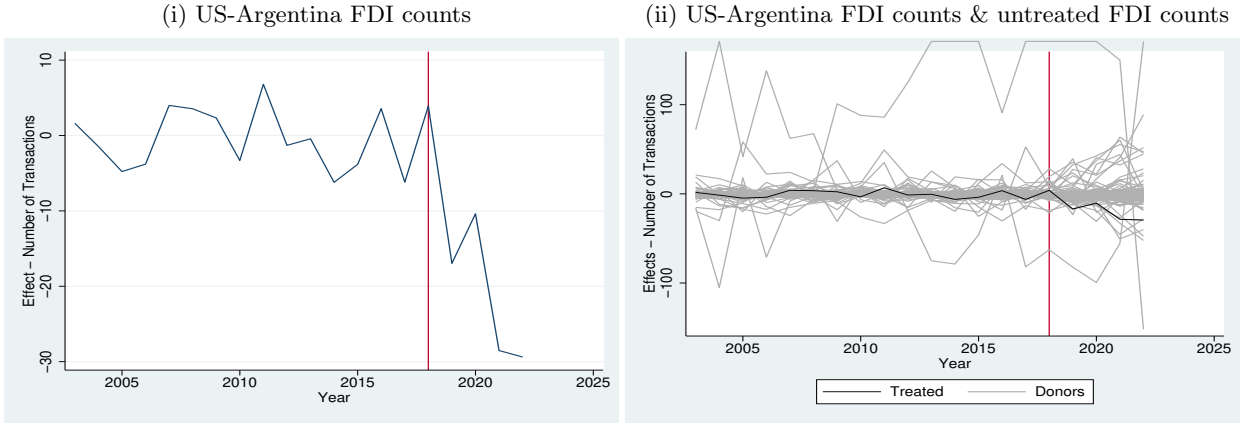 (i) US-Argentina FDI counts
Effect – Number of Transactions
10
0
−10
−20
−30
2005
2010
2015
2020
2025
Year
(ii) US-Argentina FDI counts & untreated FDI counts
Effects – Number of Transactions
100
0
−100
2005
2010
2015
2020
2025
Year
Treated
Donors